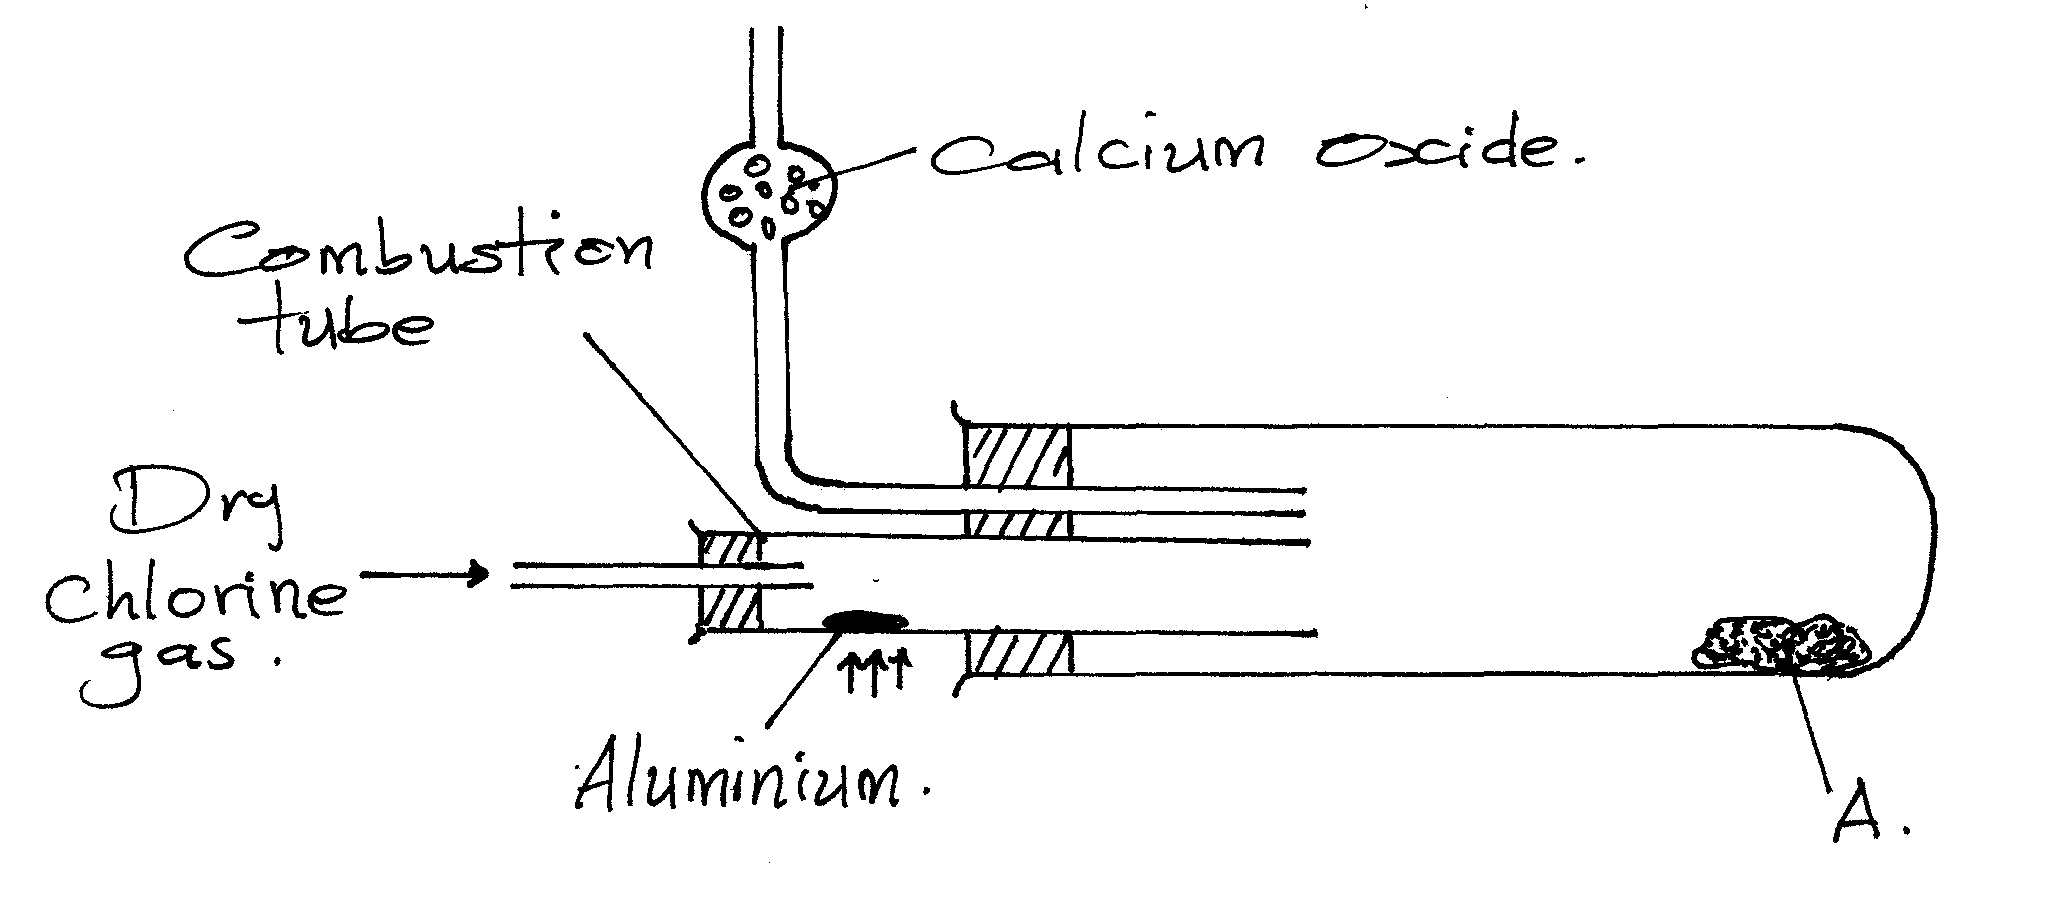 Calcium oxide.
Combustion
tube
Dry
chlorine
gas.
Aluminium.
A.